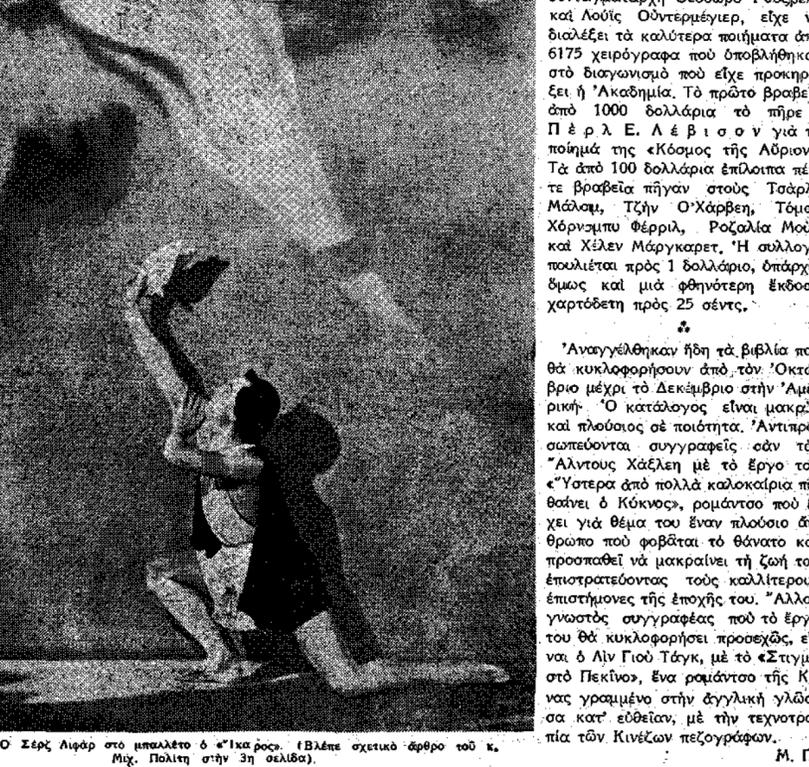 Ὁ Σέρζ Λιφὰρ στὸ μπαλλέτο ὁ «Ἴκαρος». (Βλέπε σχετικὸ ἄρθρο τοῦ κ.
Μιχ. Πολίτη στὴν 3η σελίδα).
καὶ Λούϊς Οὐντερμέγιερ, εἶχε
διαλέξει τὰ καλύτερα ποιήματα ἀπ
6175 χειρόγραφα ποὺ ὑποβλήθηκα
στὸ διαγωνισμὸ ποὺ εἶχε προκηρ
ξει ἡ Ἀκαδημία. Τὸ πρῶτο βραβε
ἀπὸ 1000 δολλάρια τὸ πῆρε
Πὲρλ Ε. Λέβισον γιὰ τ
ποίημά της «Κόσμος τῆς Αὔριον
Τὰ ἀπὸ 100 δολλάρια ἐπίλοιπα πέ
τε βραβεῖα πῆγαν στοὺς Τσὰρλ
Μάλαμ, Τζὴν Ο'Χάρβεη, Τόμα
Χόρνσμπυ Φέρριλ, Ροζαλία Μοὺ
καὶ Χέλεν Μάργκαρετ. Ἡ συλλογ
πουλιέται πρὸς 1 δολλάριο, ὑπάρχ
ὅμως καὶ μιὰ φθηνότερη ἔκδοσ
χαρτόδετη πρὸς 25 σέντς.
Ἀναγγέλθηκαν ἤδη τὰ βιβλία πο
θὰ κυκλοφορήσουν ἀπὸ τὸν Ὀκτώ
βριο μέχρι τὸ Δεκέμβριο στὴν Ἀμε
ρική. Ὁ κατάλογος εἶναι μακρὺ
καὶ πλούσιος σὲ ποιότητα. Ἀντιπρο
σωπεύονται συγγραφεῖς σὰν τὸ
Ἄλντους Χάξλεη μὲ τὸ ἔργο το
«Ὕστερα ἀπὸ πολλὰ καλοκαίρια π
θαίνει ὁ Κύκνος», ρομάντσο ποὺ ἔ
χει γιὰ θέμα του ἕναν πλούσιο ἄ
θρωπο ποὺ φοβᾶται τὸ θάνατο κα
προσπαθεῖ νὰ μακραίνει τὴ ζωή το
ἐπιστρατεύοντας τοὺς καλλίτερου
ἐπιστήμονες τῆς ἐποχῆς του. Ἄλλο
γνωστὸς συγγραφέας ποὺ τὸ ἔργ
του θὰ κυκλοφορήσει προσεχῶς, εἶ
ναι ὁ Λὶν Γιοὺ Τάγκ, μὲ τὸ «Στιγμ
στὸ Πεκῖνο», ἕνα ρομάντσο τῆς Κί
νας γραμμένο στὴν ἀγγλικὴ γλῶσ
σα κατ' εὐθεῖαν, μὲ τὴν τεχνοτρο
πία τῶν Κινέζων πεζογράφων.
Μ. Π